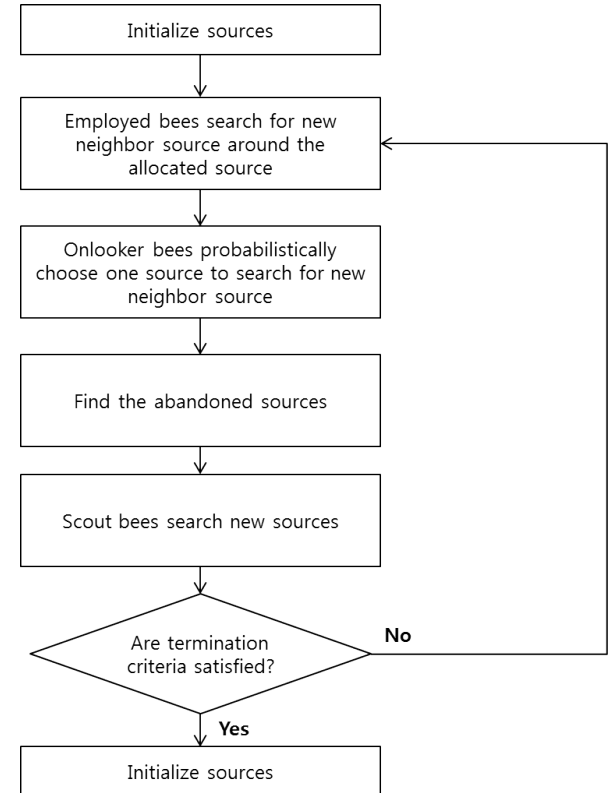 Initialize sources
Employed bees search for new
neighbor source around the
allocated source
Onlooker bees probabilistically
choose one source to search for new
neighbor source
Find the abandoned sources
Scout bees search new sources
Are termination
criteria satisfied?
No
Yes
Initialize sources